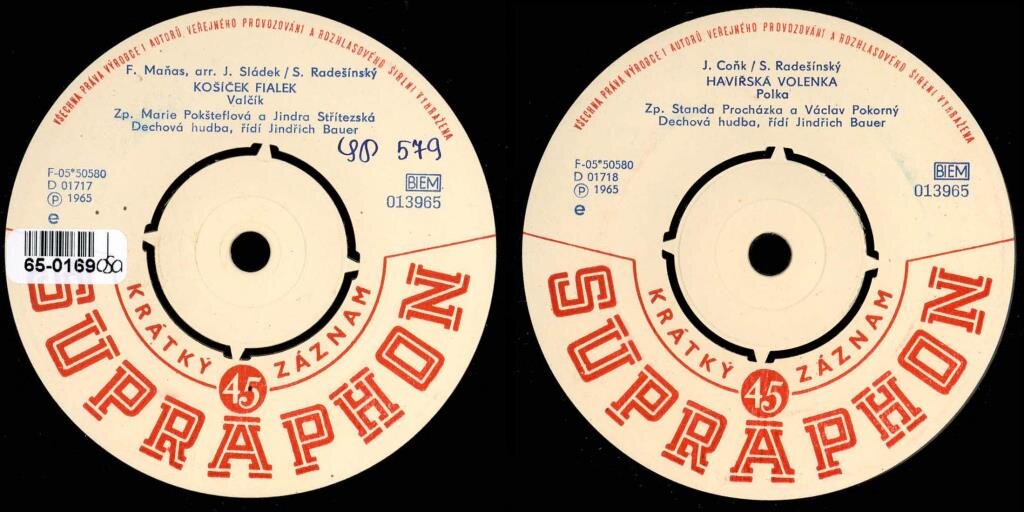 VŠECHNA PRÁVA VÝROBCE I AUTORŮ, VEŘEJNÉHO PROVOZOVÁNÍ A ROZHLASOVÉHO ŠÍŘENÍ VYHRAŽENA
F. Maňas, arr. J. Sládek / S. Radešínský
KOSÍČEK FIALEK
Valčík
Zp. Marie Pokšteflová a Jindra Střítezská
Dechová hudba, řídí Jindřich Bauer
579
F-05*50580
D 01717
Ⓟ 1965
e
BIEM
013965
65-0169
KRÁTKÝ ZÁZNAM
45
SUPRAPHON
VŠECHNA PRÁVA VÝROBCE I AUTORŮ, VEŘEJNÉHO PROVOZOVÁNÍ A ROZHLASOVÉHO ŠÍŘENÍ VYHRAŽENA
J. Coňk / S. Radešínský
HAVÍŘSKÁ VOLENKA
Polka
Zp. Standa Procházka a Václav Pokorný
Dechová hudba, řídí Jindřich Bauer
F-05*50580
D 01718
Ⓟ 1965
e
BIEM
013965
KRÁTKÝ ZÁZNAM
45
SUPRAPHON